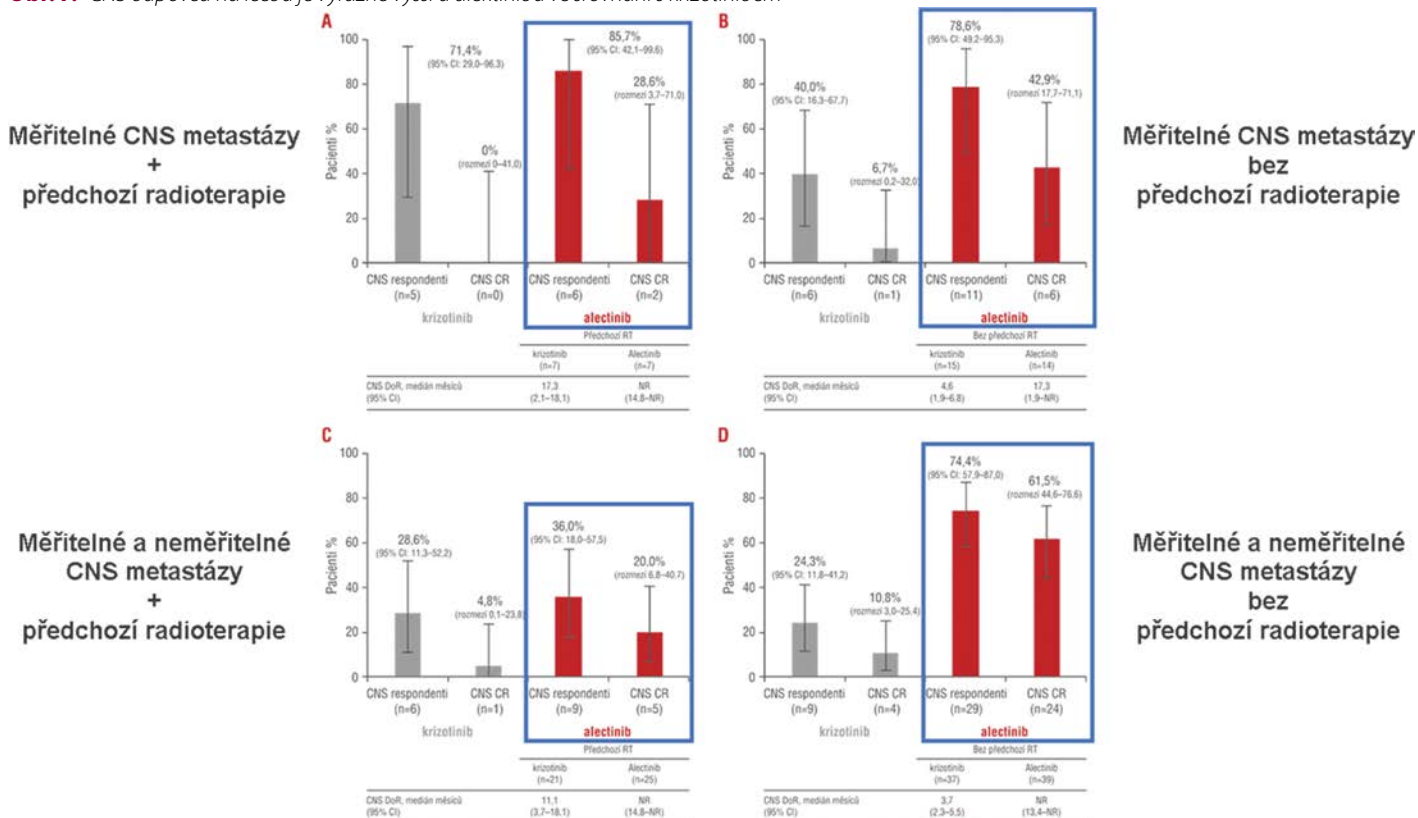 A
100
80
60
40
20
0
Pacienti %
71,4%
(95% CI: 29,0–96,3)
0%
(rozmezí 0–41,0)
85,7%
(95% CI: 42,1–99,6)
28,6%
(rozmezí 3,7–71,0)
CNS respondenti
(n=5)
CNS CR
(n=0)
CNS respondenti
(n=6)
CNS CR
(n=2)
krizotinib
alectinib
Předchozí RT
krizotinib
(n=7)
Alectinib
(n=7)
CNS DoR, medián měsíců
(95% CI)
17,3
(2,1–18,1)
NR
(14,8–NR)
Měřitelné CNS metastázy
+
předchozí radioterapie
B
100
80
60
40
20
0
Pacienti %
40,0%
(95% CI: 16,3–67,7)
6,7%
(rozmezí 0,2–32,0)
78,6%
(95% CI: 49,2–95,3)
42,9%
(rozmezí 17,7–71,1)
CNS respondenti
(n=6)
CNS CR
(n=1)
CNS respondenti
(n=11)
CNS CR
(n=6)
krizotinib
alectinib
Bez předchozí RT
krizotinib
(n=15)
Alectinib
(n=14)
CNS DoR, medián měsíců
(95% CI)
4,6
(1,9–6,8)
17,3
(1,9–NR)
Měřitelné CNS metastázy
bez
předchozí radioterapie
C
100
80
60
40
20
0
Pacienti %
28,6%
(95% CI: 11,3–52,2)
4,8%
(rozmezí 0,1–23,8)
36,0%
(95% CI: 18,0–57,5)
20,0%
(rozmezí 6,8–40,7)
CNS respondenti
(n=6)
CNS CR
(n=1)
CNS respondenti
(n=9)
CNS CR
(n=5)
krizotinib
alectinib
Předchozí RT
krizotinib
(n=21)
Alectinib
(n=25)
CNS DoR, medián měsíců
(95% CI)
11,1
(3,7–18,1)
NR
(14,8–NR)
Měřitelné a neměřitelné
CNS metastázy
+
předchozí radioterapie
D
100
80
60
40
20
0
Pacienti %
24,3%
(95% CI: 11,8–41,2)
10,8%
(rozmezí 3,0–25,4)
74,4%
(95% CI: 57,9–87,0)
61,5%
(rozmezí 44,6–76,6)
CNS respondenti
(n=9)
CNS CR
(n=4)
CNS respondenti
(n=29)
CNS CR
(n=24)
krizotinib
alectinib
Bez předchozí RT
krizotinib
(n=37)
Alectinib
(n=39)
CNS DoR, medián měsíců
(95% CI)
3,7
(2,3–5,5)
NR
(13,4–NR)
Měřitelné a neměřitelné
CNS metastázy
bez
předchozí radioterapie